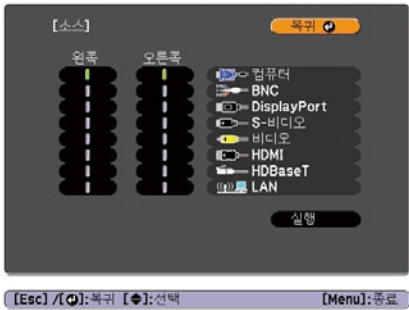 [소스]
복귀
왼쪽 오른쪽
컴퓨터
BNC
DisplayPort
S-비디오
비디오
HDMI
HDBaseT
LAN
실행
[Esc] /[]:복귀 []:선택 [Menu]:종료